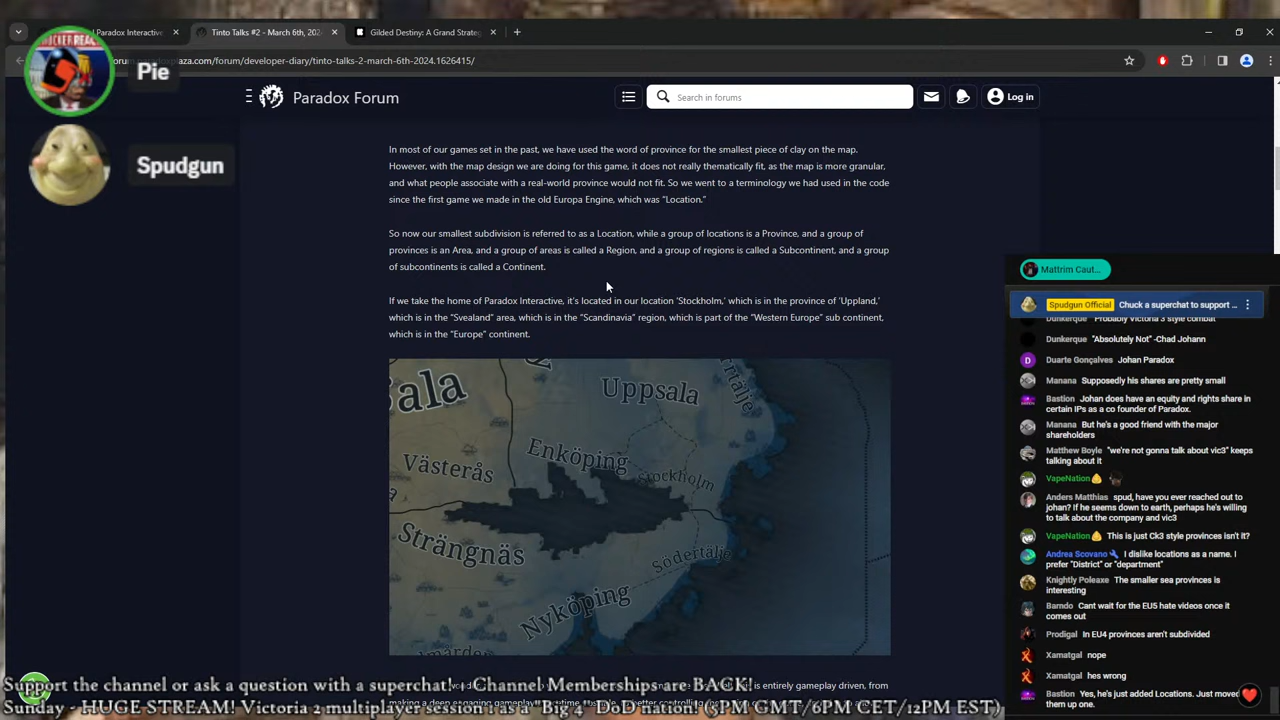 Paradox Interactive
Tinto Talks #2 - March 6th, 202
Gilded Destiny: A Grand Strate
plaza.com/forum/developer-diary/tinto-talks-2-march-6th-2024.1626415/
Pie
Paradox Forum
Search in forums
Log in
Spudgun
In most of our games set in the past, we have used the word of province for the smallest piece of clay on the map.
However, with the map design we are doing for this game, it does not really thematically fit, as the map is more granular,
and what people associate with a real-world province would not fit. So we went to a terminology we had used in the code
since the first game we made in the old Europa Engine, which was “Location.”
So now our smallest subdivision is referred to as a Location, while a group of locations is a Province, and a group of
provinces is an Area, and a group of areas is called a Region, and a group of regions is called a Subcontinent, and a group
of subcontinents is called a Continent.
If we take the home of Paradox Interactive, it’s located in our location ‘Stockholm,’ which is in the province of ‘Uppland,’
which is in the “Svealand” area, which is in the “Scandinavia” region, which is part of the “Western Europe” sub continent,
which is in the “Europe” continent.
sala
Uppsala
rrtälje
Enköping
Västerås
Stockholm
Strängnäs
Södertälje
Nyköping
Mattrim Caut...
Spudgun Official Chuck a superchat to support ...
Dunkerque "Probably Victoria 3 style combat
Dunkerque "Absolutely Not" -Chad Johann
D Duarte Gonçalves Johan Paradox
Manana Supposedly his shares are pretty small
Bastion Johan does have an equity and rights share in
certain IPs as a co founder of Paradox.
Manana But he's a good friend with the major
shareholders
Matthew Boyle "we're not gonna talk about vic3" keeps
talking about it
VapeNation
Anders Matthias spud, have you ever reached out to
johan? If he seems down to earth, perhaps he's willing
to talk about the company and vic3
VapeNation This is just Ck3 style provinces isn't it?
Andrea Scovano I dislike locations as a name. I
prefer "District" or "department"
Knightly Poleaxe The smaller sea provinces is
interesting
Barndo Cant wait for the EU5 hate videos once it
comes out
Prodigal In EU4 provinces aren't subdivided
Xamatgal nope
Xamatgal hes wrong
Bastion Yes, he's just added Locations. Just moved
them up one.
is entirely gameplay driven, from
Support the channel or ask a question with a superchat! - Channel Memberships are BACK!
Sunday - HUGE STREAM! Victoria 2 multiplayer session 1 as a "Big 4" DoD nation! (5PM GMT/6PM CET/12PM EST)